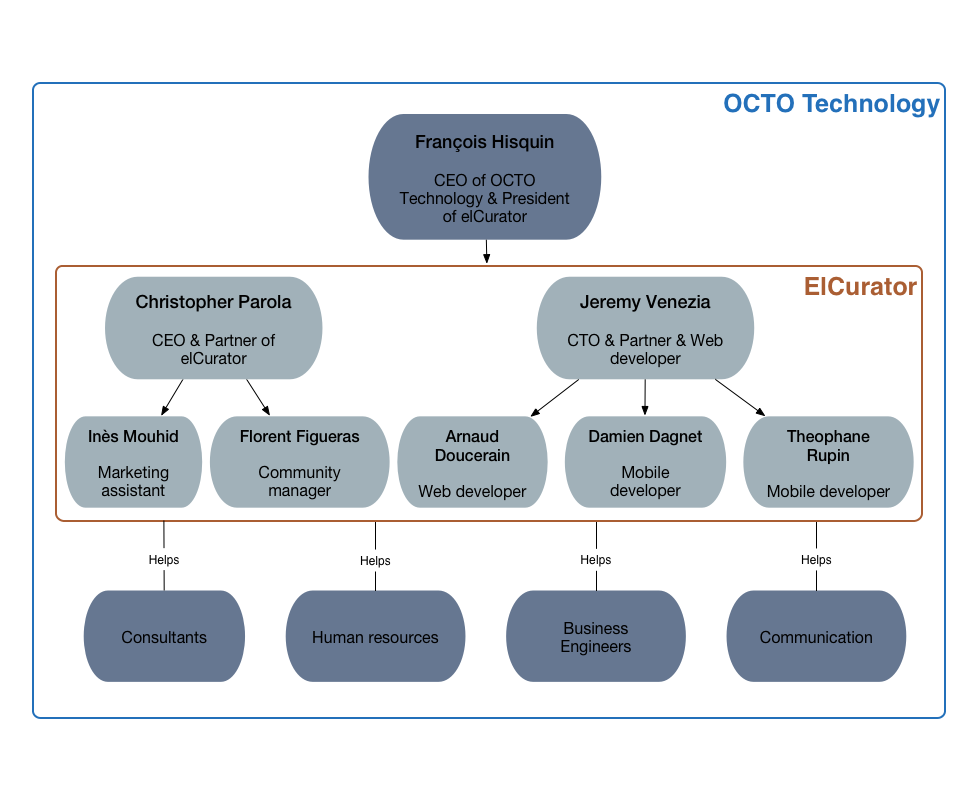 OCTO Technology
François Hisquin
CEO of OCTO
Technology & President
of elCurator
ElCurator
Christopher Parola
CEO & Partner of
elCurator
Jeremy Venezia
CTO & Partner & Web
developer
Inès Mouhid
Marketing
assistant
Florent Figueras
Community
manager
Arnaud
Doucerain
Web developer
Damien Dagnet
Mobile
developer
Theophane
Rupin
Mobile developer
Helps
Helps
Helps
Helps
Consultants
Human resources
Business
Engineers
Communication